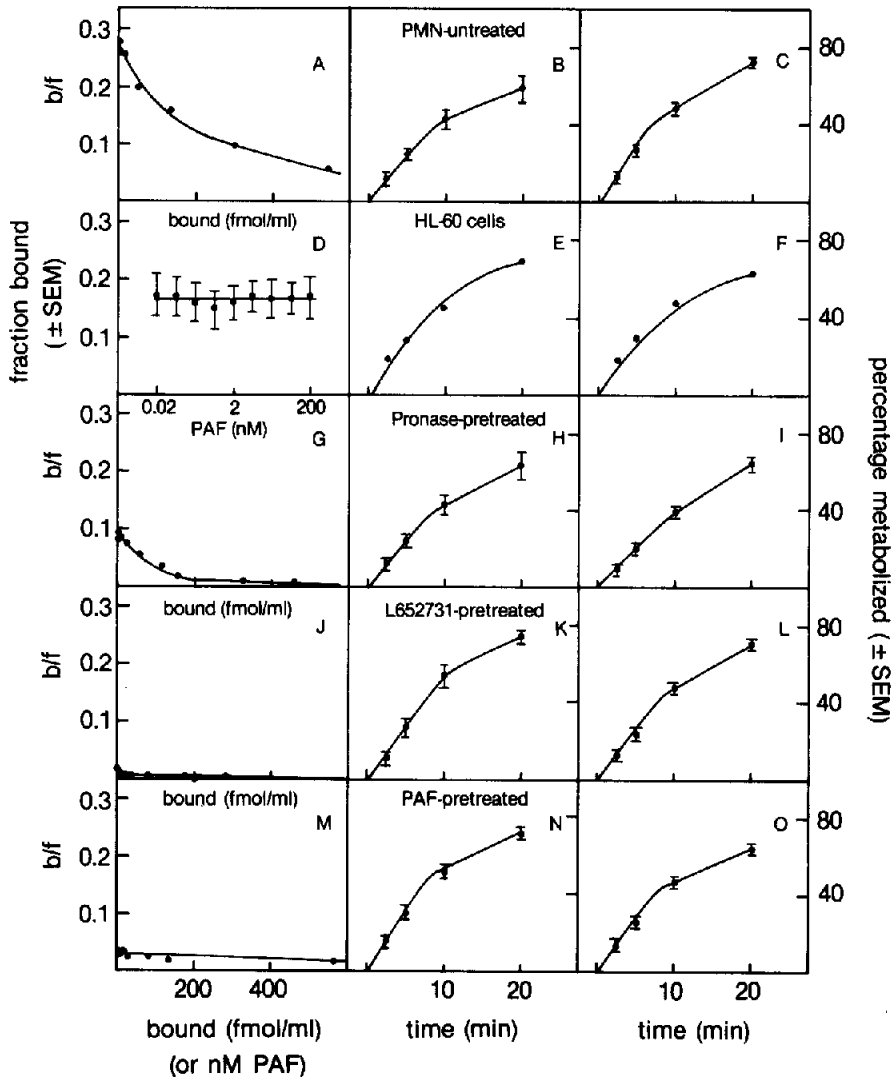 PMN-untreated
0.3
b/f
A
B
C
80
0.2
0.1
40
bound (fmol/ml)
HL-60 cells
0.3
fraction bound
(± SEM)
D
E
F
80
0.2
0.1
40
0.02 2 200
PAF (nM)
Pronase-pretreated
0.3
b/f
G
H
I
80
0.2
0.1
40
bound (fmol/ml)
L652731-pretreated
0.3
b/f
J
K
L
80
0.2
0.1
40
bound (fmol/ml)
PAF-pretreated
0.3
b/f
M
N
O
80
0.2
0.1
40
percentage metabolized (± SEM)
200 400
10 20
10 20
bound (fmol/ml)
(or nM PAF)
time (min)
time (min)